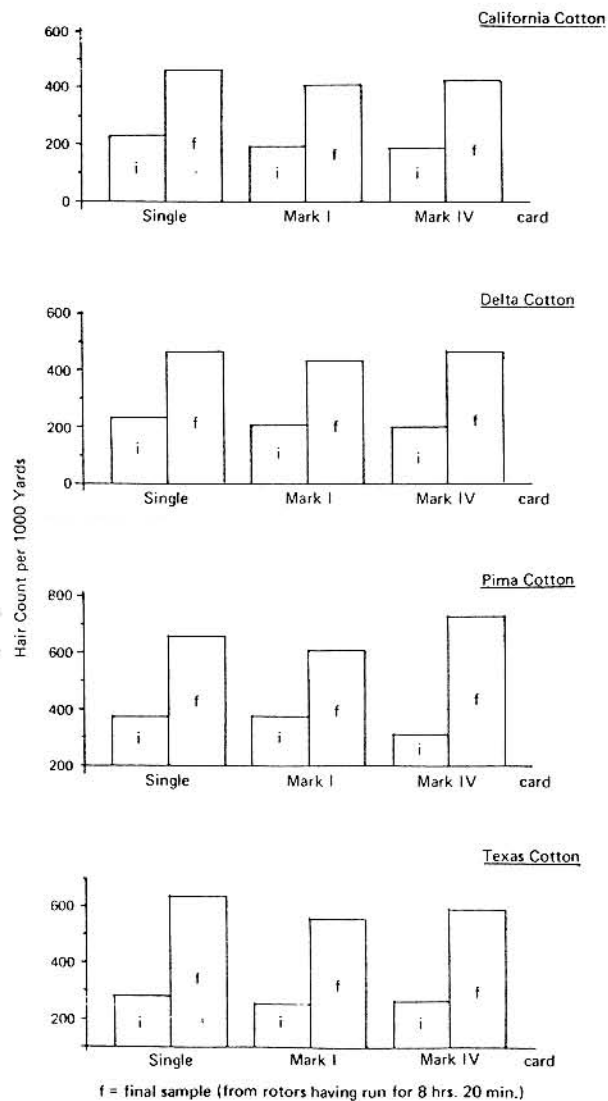 California Cotton
600
400
200
0
i f i f i f
Single Mark I Mark IV card
Delta Cotton
600
400
200
0
i f i f i f
Single Mark I Mark IV card
Hair Count per 1000 Yards
Pima Cotton
800
600
400
200
i f i f i f
Single Mark I Mark IV card
Texas Cotton
600
400
200
i f i f i f
Single Mark I Mark IV card
f = final sample (from rotors having run for 8 hrs. 20 min.)